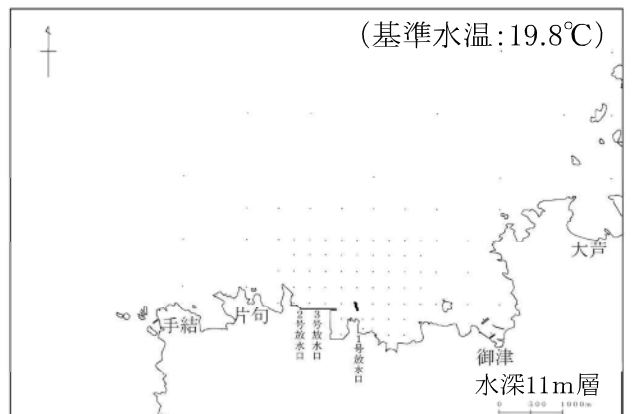 (基準水温:19.8℃)
大芦
手結
片句
2号放水口
3号放水口
1号放水口
御津
水深11m層
0 500 1000m